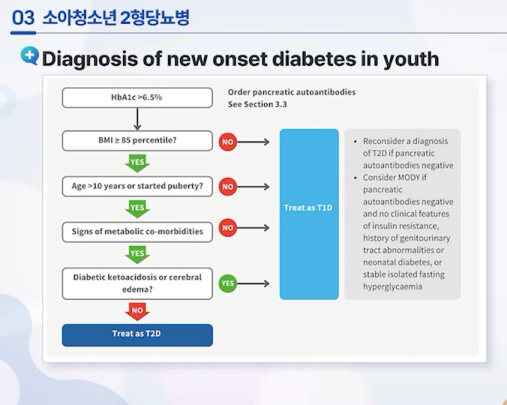 03 소아청소년 2형당뇨병
Diagnosis of new onset diabetes in youth
HbA1c >6.5%
Order pancreatic autoantibodies
See Section 3.3
BMI ≥ 85 percentile?
NO
YES
Age >10 years or started puberty?
NO
YES
Signs of metabolic co-morbidities
NO
YES
Diabetic ketoacidosis or cerebral
edema?
YES
NO
Treat as T2D
Treat as T1D
• Reconsider a diagnosis
of T2D if pancreatic
autoantibodies negative
• Consider MODY if
pancreatic
autoantibodies negative
and no clinical features
of insulin resistance,
history of genitourinary
tract abnormalities or
neonatal diabetes, or
stable isolated fasting
hyperglycaemia